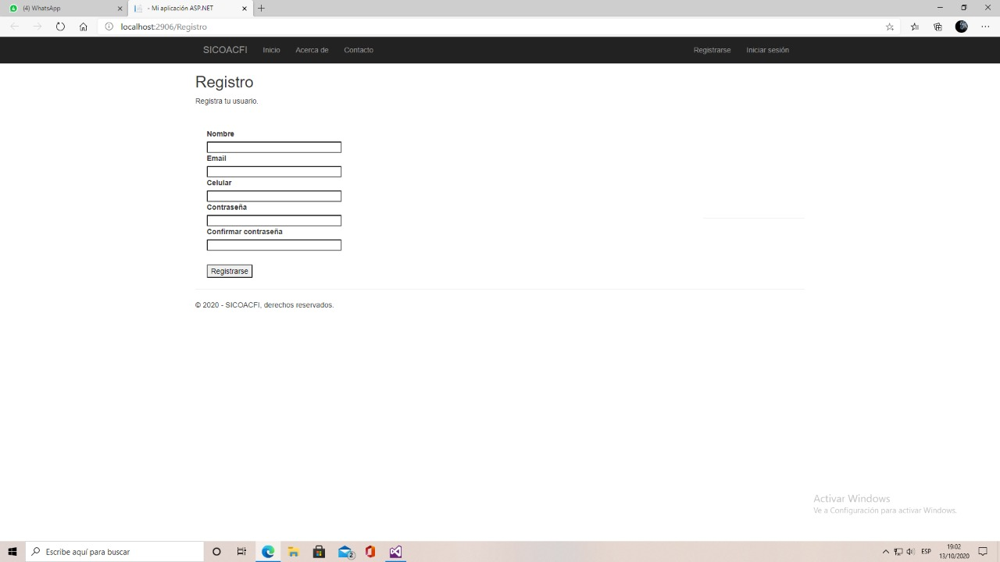 (4) WhatsApp
- Mi aplicación ASP.NET
localhost:2906/Registro
SICOACFI Inicio Acerca de Contacto Registrarse Iniciar sesión
Registro
Registra tu usuario.
Nombre
Email
Celular
Contraseña
Confirmar contraseña
Registrarse
© 2020 - SICOACFI, derechos reservados.
Activar Windows
Ve a Configuración para activar Windows.
Escribe aquí para buscar
2
ESP
19:02
13/10/2020